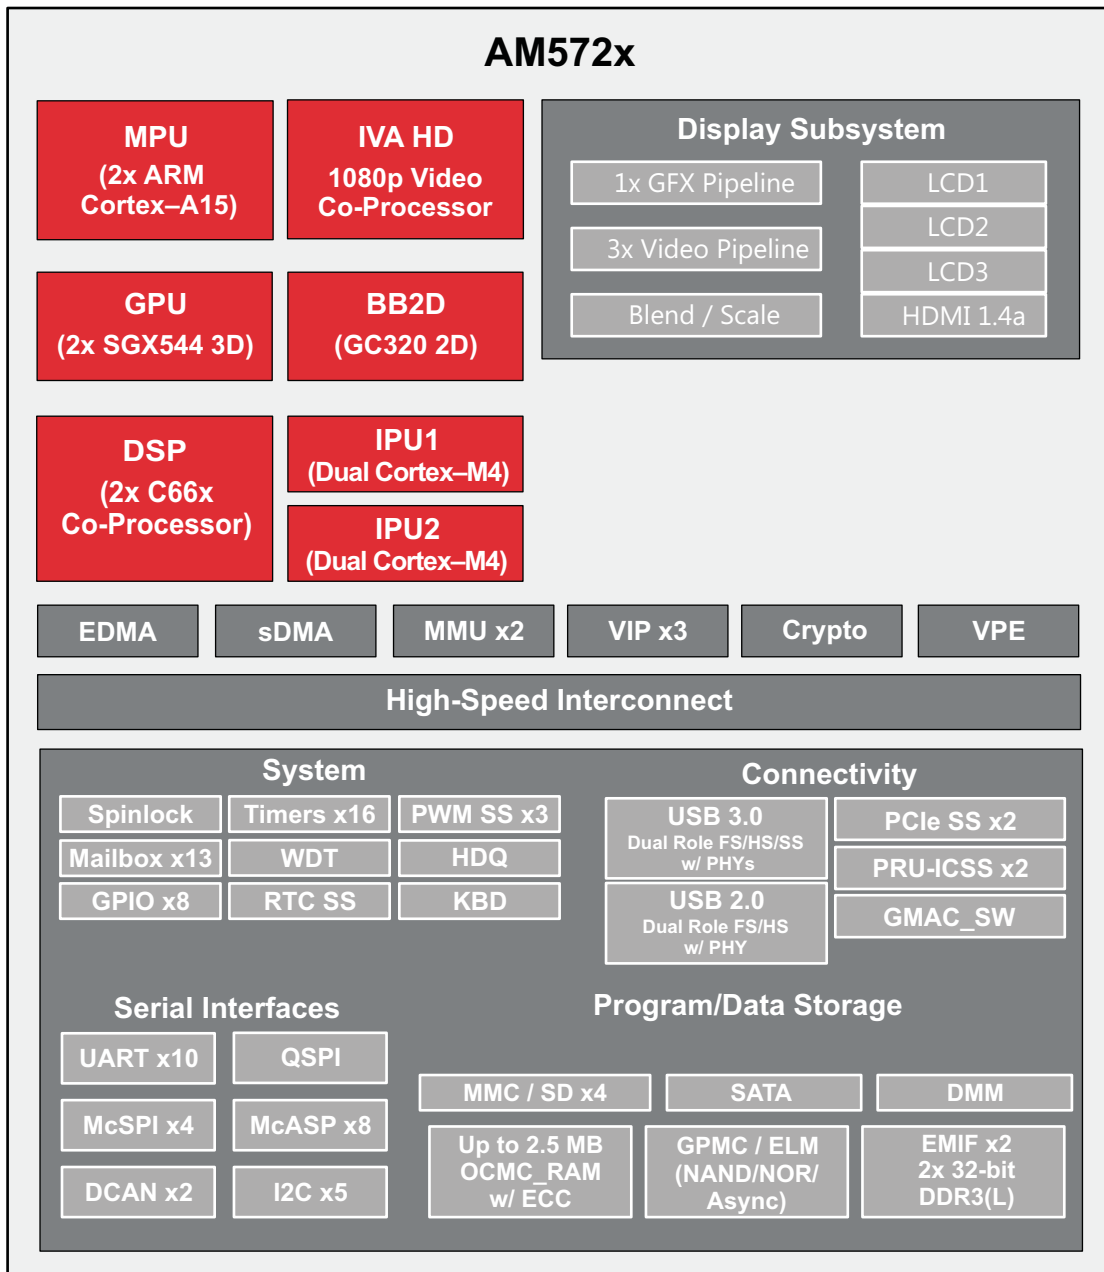 AM572x
MPU
(2x ARM
Cortex–A15)
IVA HD
1080p Video
Co-Processor
Display Subsystem
1x GFX Pipeline
3x Video Pipeline
Blend / Scale
LCD1
LCD2
LCD3
HDMI 1.4a
GPU
(2x SGX544 3D)
BB2D
(GC320 2D)
DSP
(2x C66x
Co-Processor)
IPU1
(Dual Cortex–M4)
IPU2
(Dual Cortex–M4)
EDMA
sDMA
MMU x2
VIP x3
Crypto
VPE
High-Speed Interconnect
System
Spinlock
Timers x16
PWM SS x3
Mailbox x13
WDT
HDQ
GPIO x8
RTC SS
KBD
Connectivity
USB 3.0
Dual Role FS/HS/SS
w/ PHYs
USB 2.0
Dual Role FS/HS
w/ PHY
PCIe SS x2
PRU-ICSS x2
GMAC_SW
Serial Interfaces
UART x10
QSPI
McSPI x4
McASP x8
DCAN x2
I2C x5
Program/Data Storage
MMC / SD x4
SATA
DMM
Up to 2.5 MB
OCMC_RAM
w/ ECC
GPMC / ELM
(NAND/NOR/
Async)
EMIF x2
2x 32-bit
DDR3(L)